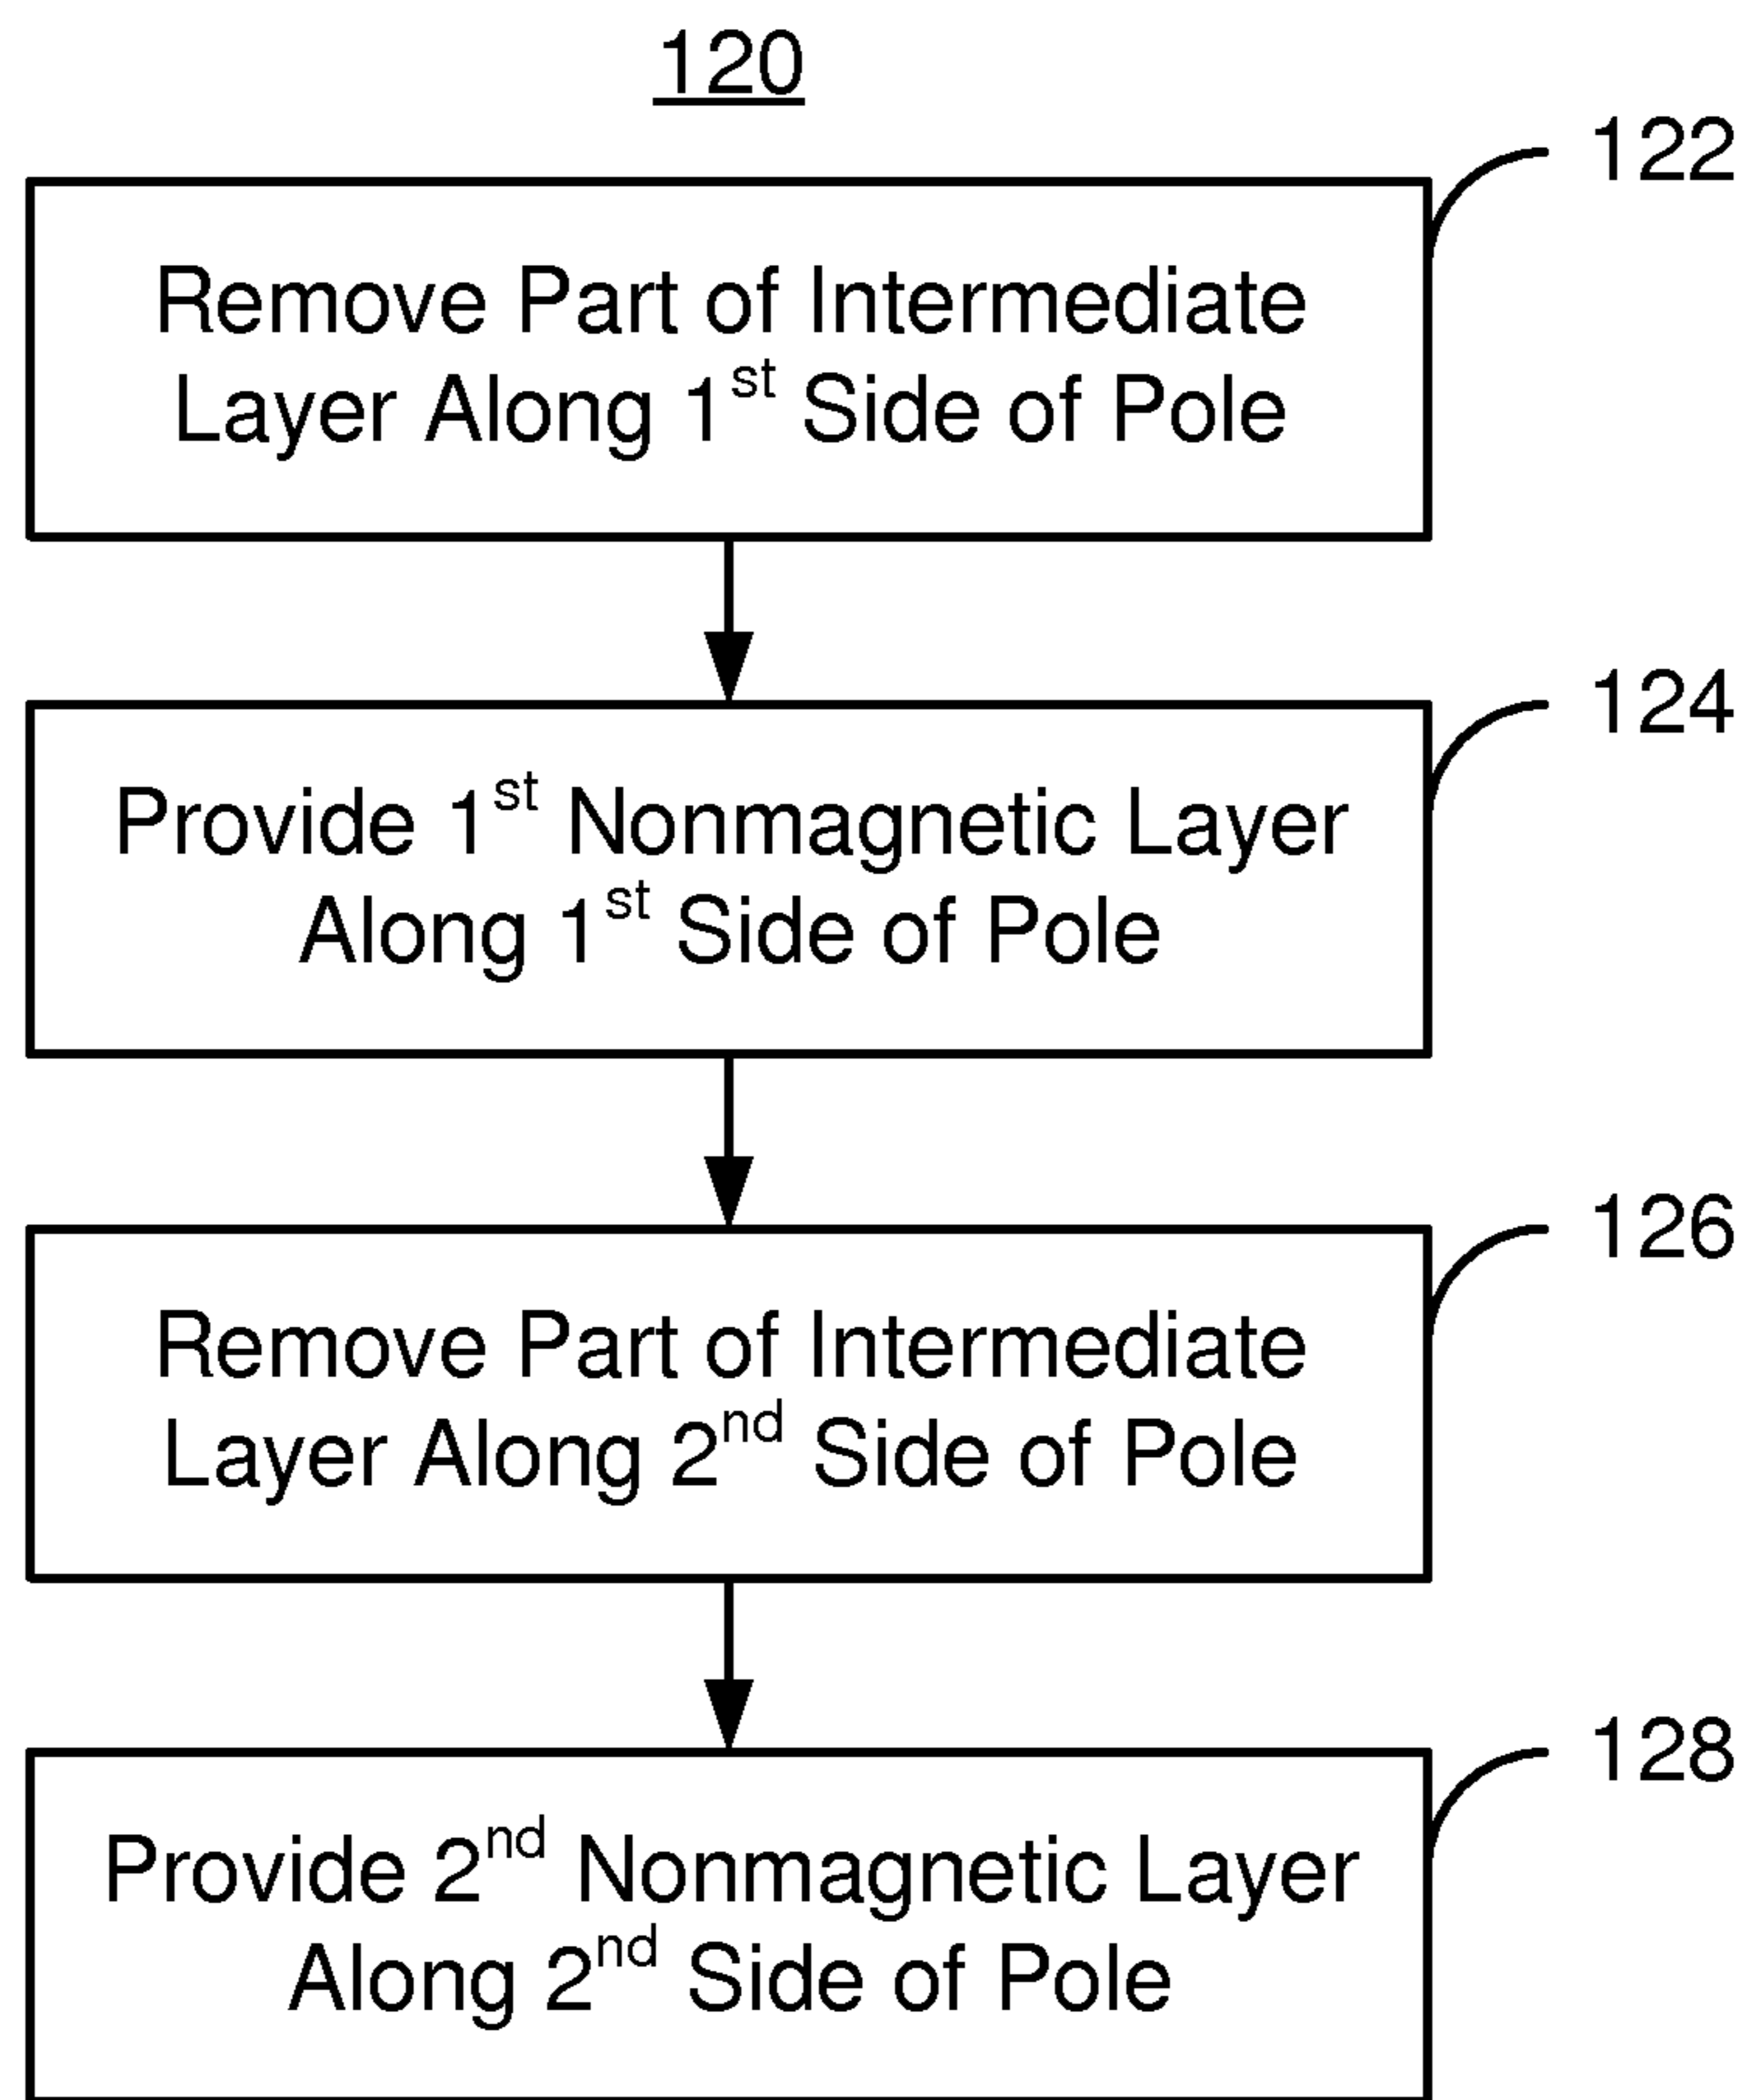 120
122
Remove Part of Intermediate
Layer Along 1st Side of Pole
124
Provide 1st Nonmagnetic Layer
Along 1st Side of Pole
126
Remove Part of Intermediate
Layer Along 2nd Side of Pole
128
Provide 2nd Nonmagnetic Layer
Along 2nd Side of Pole